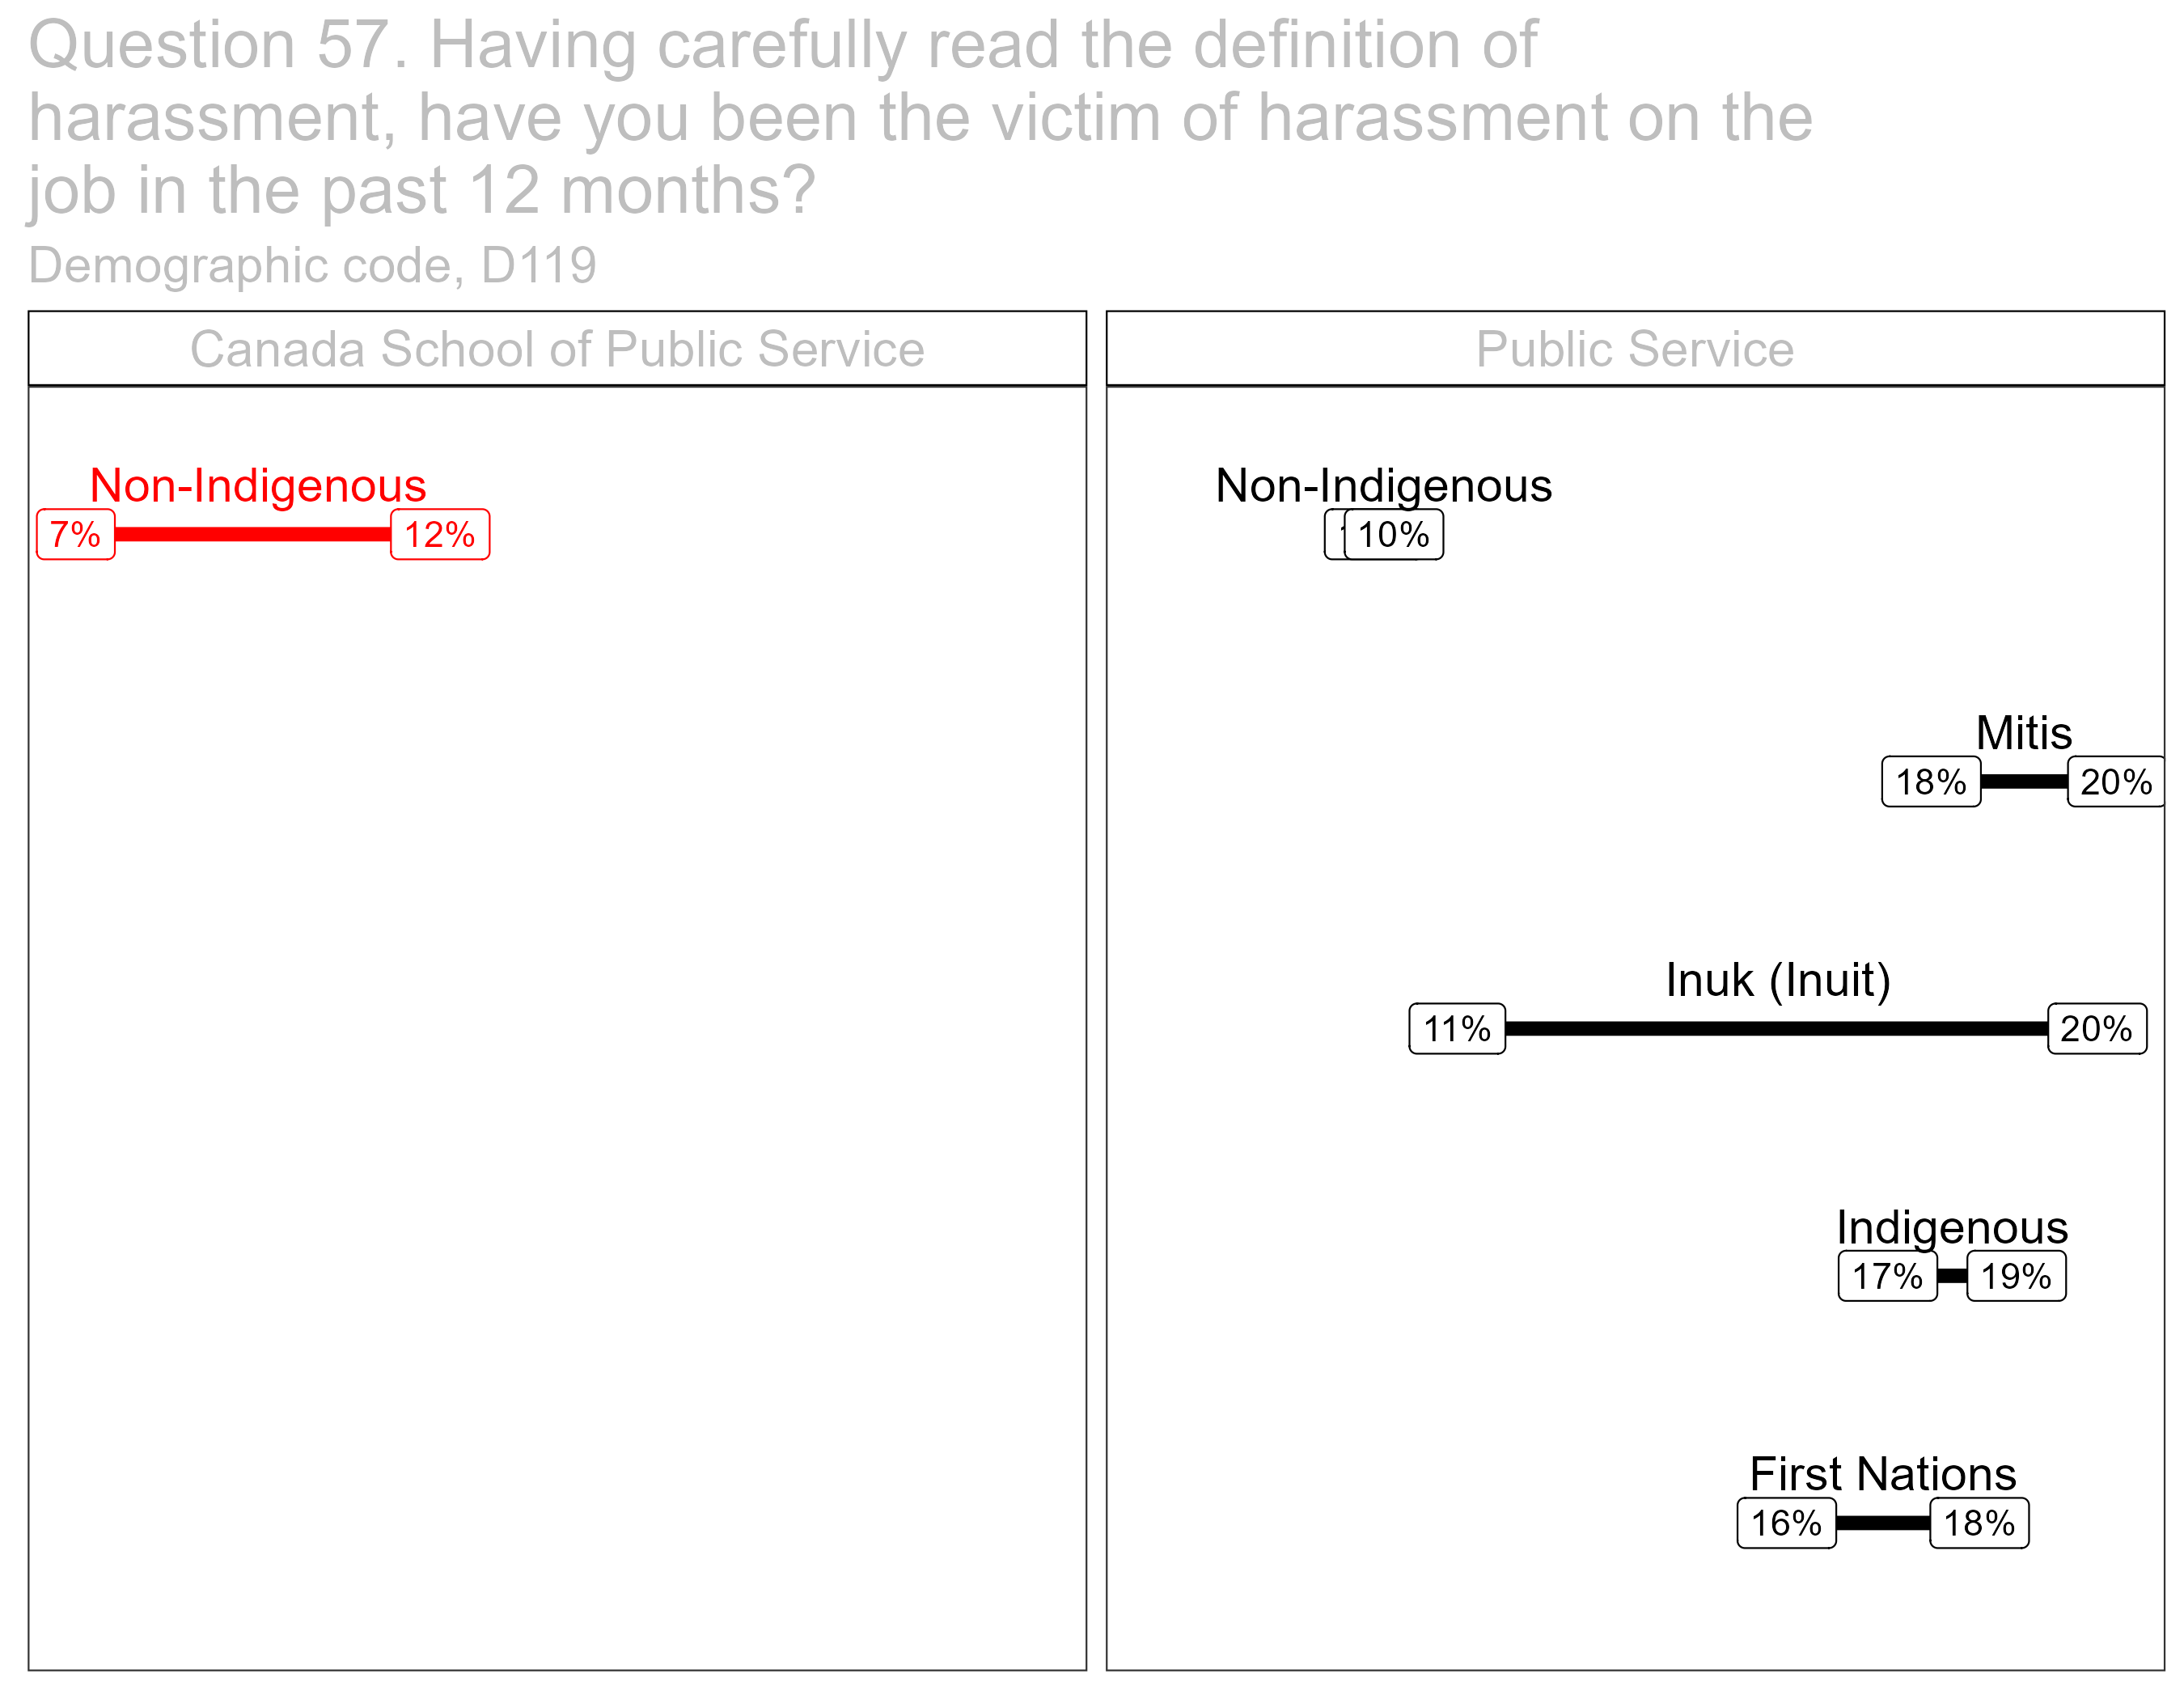 Question 57. Having carefully read the definition of
harassment, have you been the victim of harassment on the
job in the past 12 months?
Demographic code, D119
Canada School of Public Service
Public Service
Non-Indigenous
7%
12%
Non-Indigenous
10%
Mitis
18%
20%
Inuk (Inuit)
11%
20%
Indigenous
17%
19%
First Nations
16%
18%